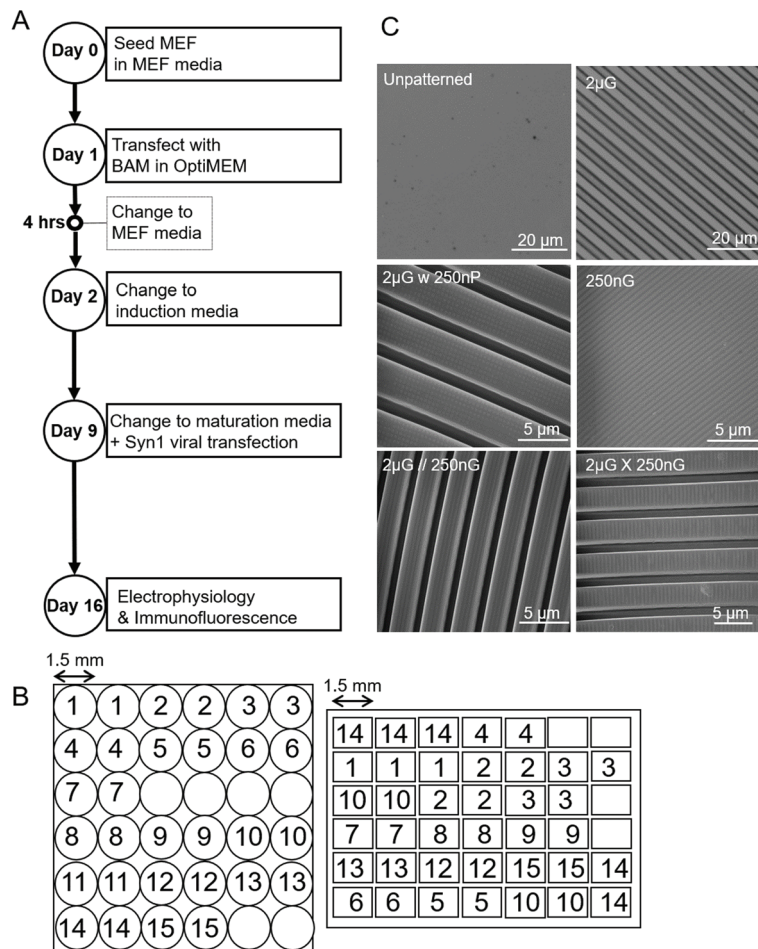 A
Day 0
Seed MEF
in MEF media
Day 1
Transfect with
BAM in OptiMEM
4 hrs
Change to
MEF media
Day 2
Change to
induction media
Day 9
Change to maturation media
+ Syn1 viral transfection
Day 16
Electrophysiology
& Immunofluorescence
C
Unpatterned
20 µm
2µG
20 µm
2µG w 250nP
5 µm
250nG
5 µm
2µG // 250nG
5 µm
2µG X 250nG
5 µm
B
1.5 mm
1 1 2 2 3 3
4 4 5 5 6 6
7 7
8 8 9 9 10 10
11 11 12 12 13 13
14 14 15 15
1.5 mm
14 14 14 4 4
1 1 1 2 2 3 3
10 10 2 2 3 3
7 7 8 8 9 9
13 13 12 12 15 15 14
6 6 5 5 10 10 14